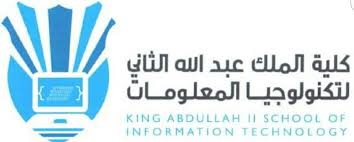 كلية الملك عبد الله الثاني
لتكنولوجيا المعلومات
KING ABDULLAH II SCHOOL OF
INFORMATION TECHNOLOGY